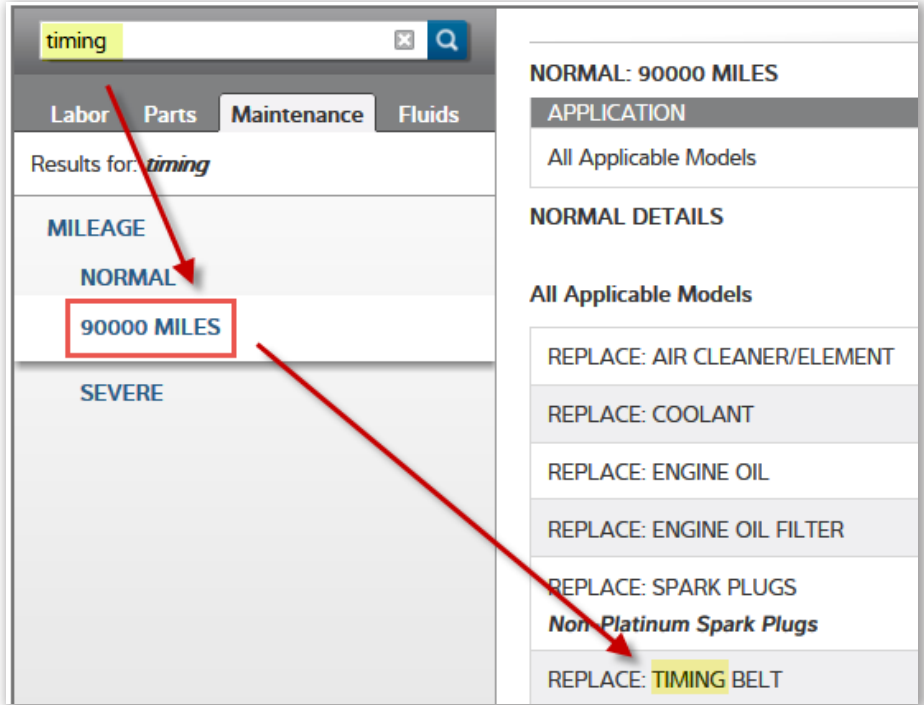 timing
Labor Parts Maintenance Fluids
Results for: timing
MILEAGE
NORMAL
90000 MILES
SEVERE
NORMAL: 90000 MILES
APPLICATION
All Applicable Models
NORMAL DETAILS
All Applicable Models
REPLACE: AIR CLEANER/ELEMENT
REPLACE: COOLANT
REPLACE: ENGINE OIL
REPLACE: ENGINE OIL FILTER
REPLACE: SPARK PLUGS
Non-Platinum Spark Plugs
REPLACE: TIMING BELT